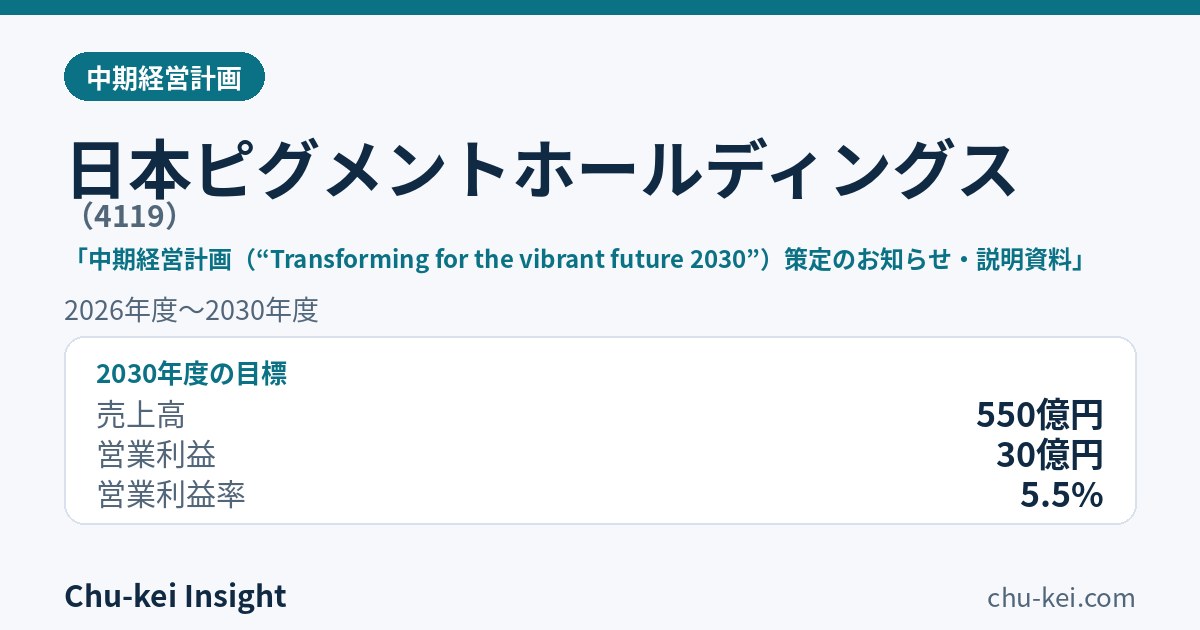 中期経営計画
日本ピグメントホールディングス
（4119）
「中期経営計画（“Transforming for the vibrant future 2030”）策定のお知らせ・説明資料」
2026年度～2030年度
2030年度の目標
売上高 550億円
営業利益 30億円
営業利益率 5.5%
Chu-kei Insight chu-kei.com